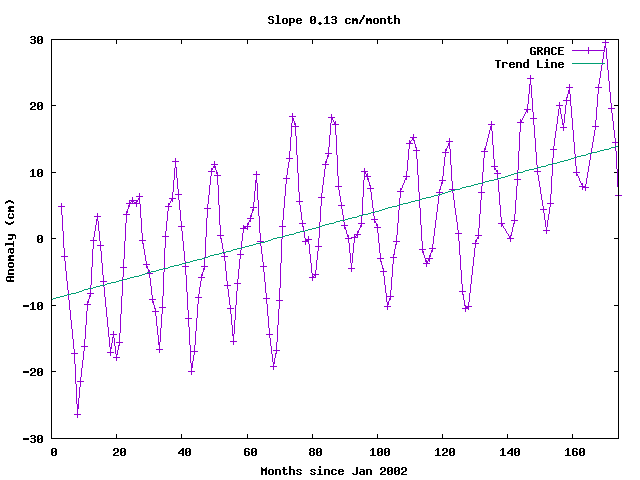 Slope 0.13 cm/month
GRACE
Trend Line
30
20
10
0
-10
-20
-30
Anomaly (cm)
0 20 40 60 80 100 120 140 160
Months since Jan 2002